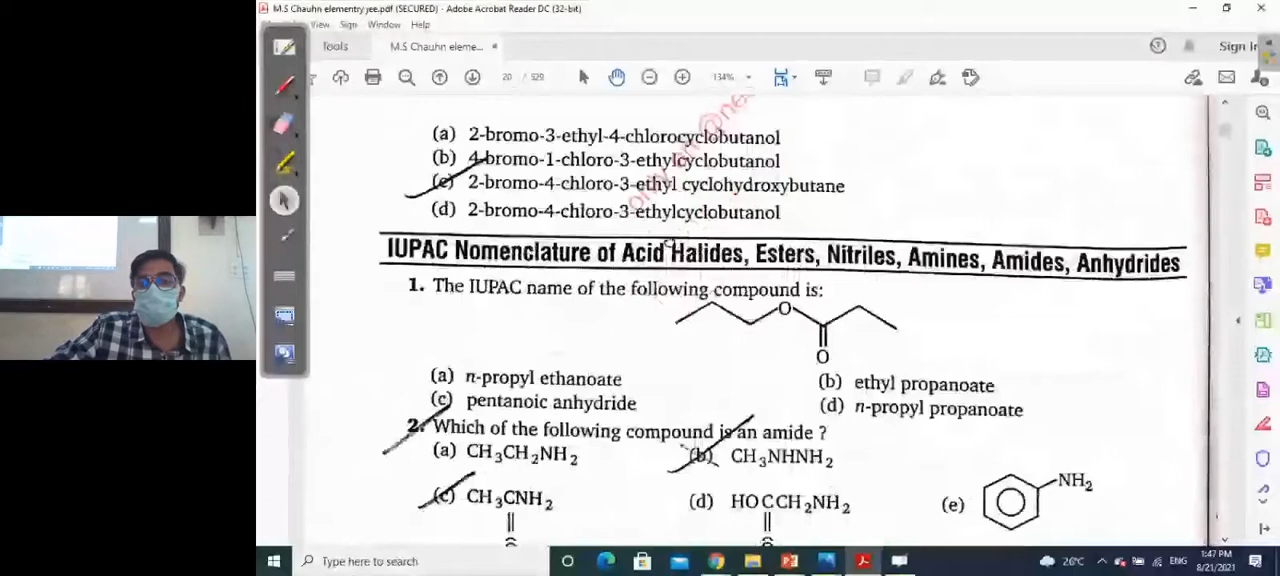 M.S Chauhn elementry yee.pdf (SECURED) - Adobe Acrobat Reader DC (32-bit)
View Sign Window Help
Tools M.S Chauhn eleme... Sign In
20 / 529 134%
(a) 2-bromo-3-ethyl-4-chlorocyclobutanol
(b) 4-bromo-1-chloro-3-ethylcyclobutanol
(c) 2-bromo-4-chloro-3-ethyl cyclohydroxybutane
(d) 2-bromo-4-chloro-3-ethylcyclobutanol
IUPAC Nomenclature of Acid Halides, Esters, Nitriles, Amines, Amides, Anhydrides
1. The IUPAC name of the following compound is:
O
O
(a) n-propyl ethanoate (b) ethyl propanoate
(c) pentanoic anhydride (d) n-propyl propanoate
2. Which of the following compound is an amide ?
(a) CH3CH2NH2 (b) CH3NHNH2
(c) CH3CNH2 (d) HOCCH2NH2 (e) NH2
Type here to search
26°C ENG
1:47 PM
8/21/2021